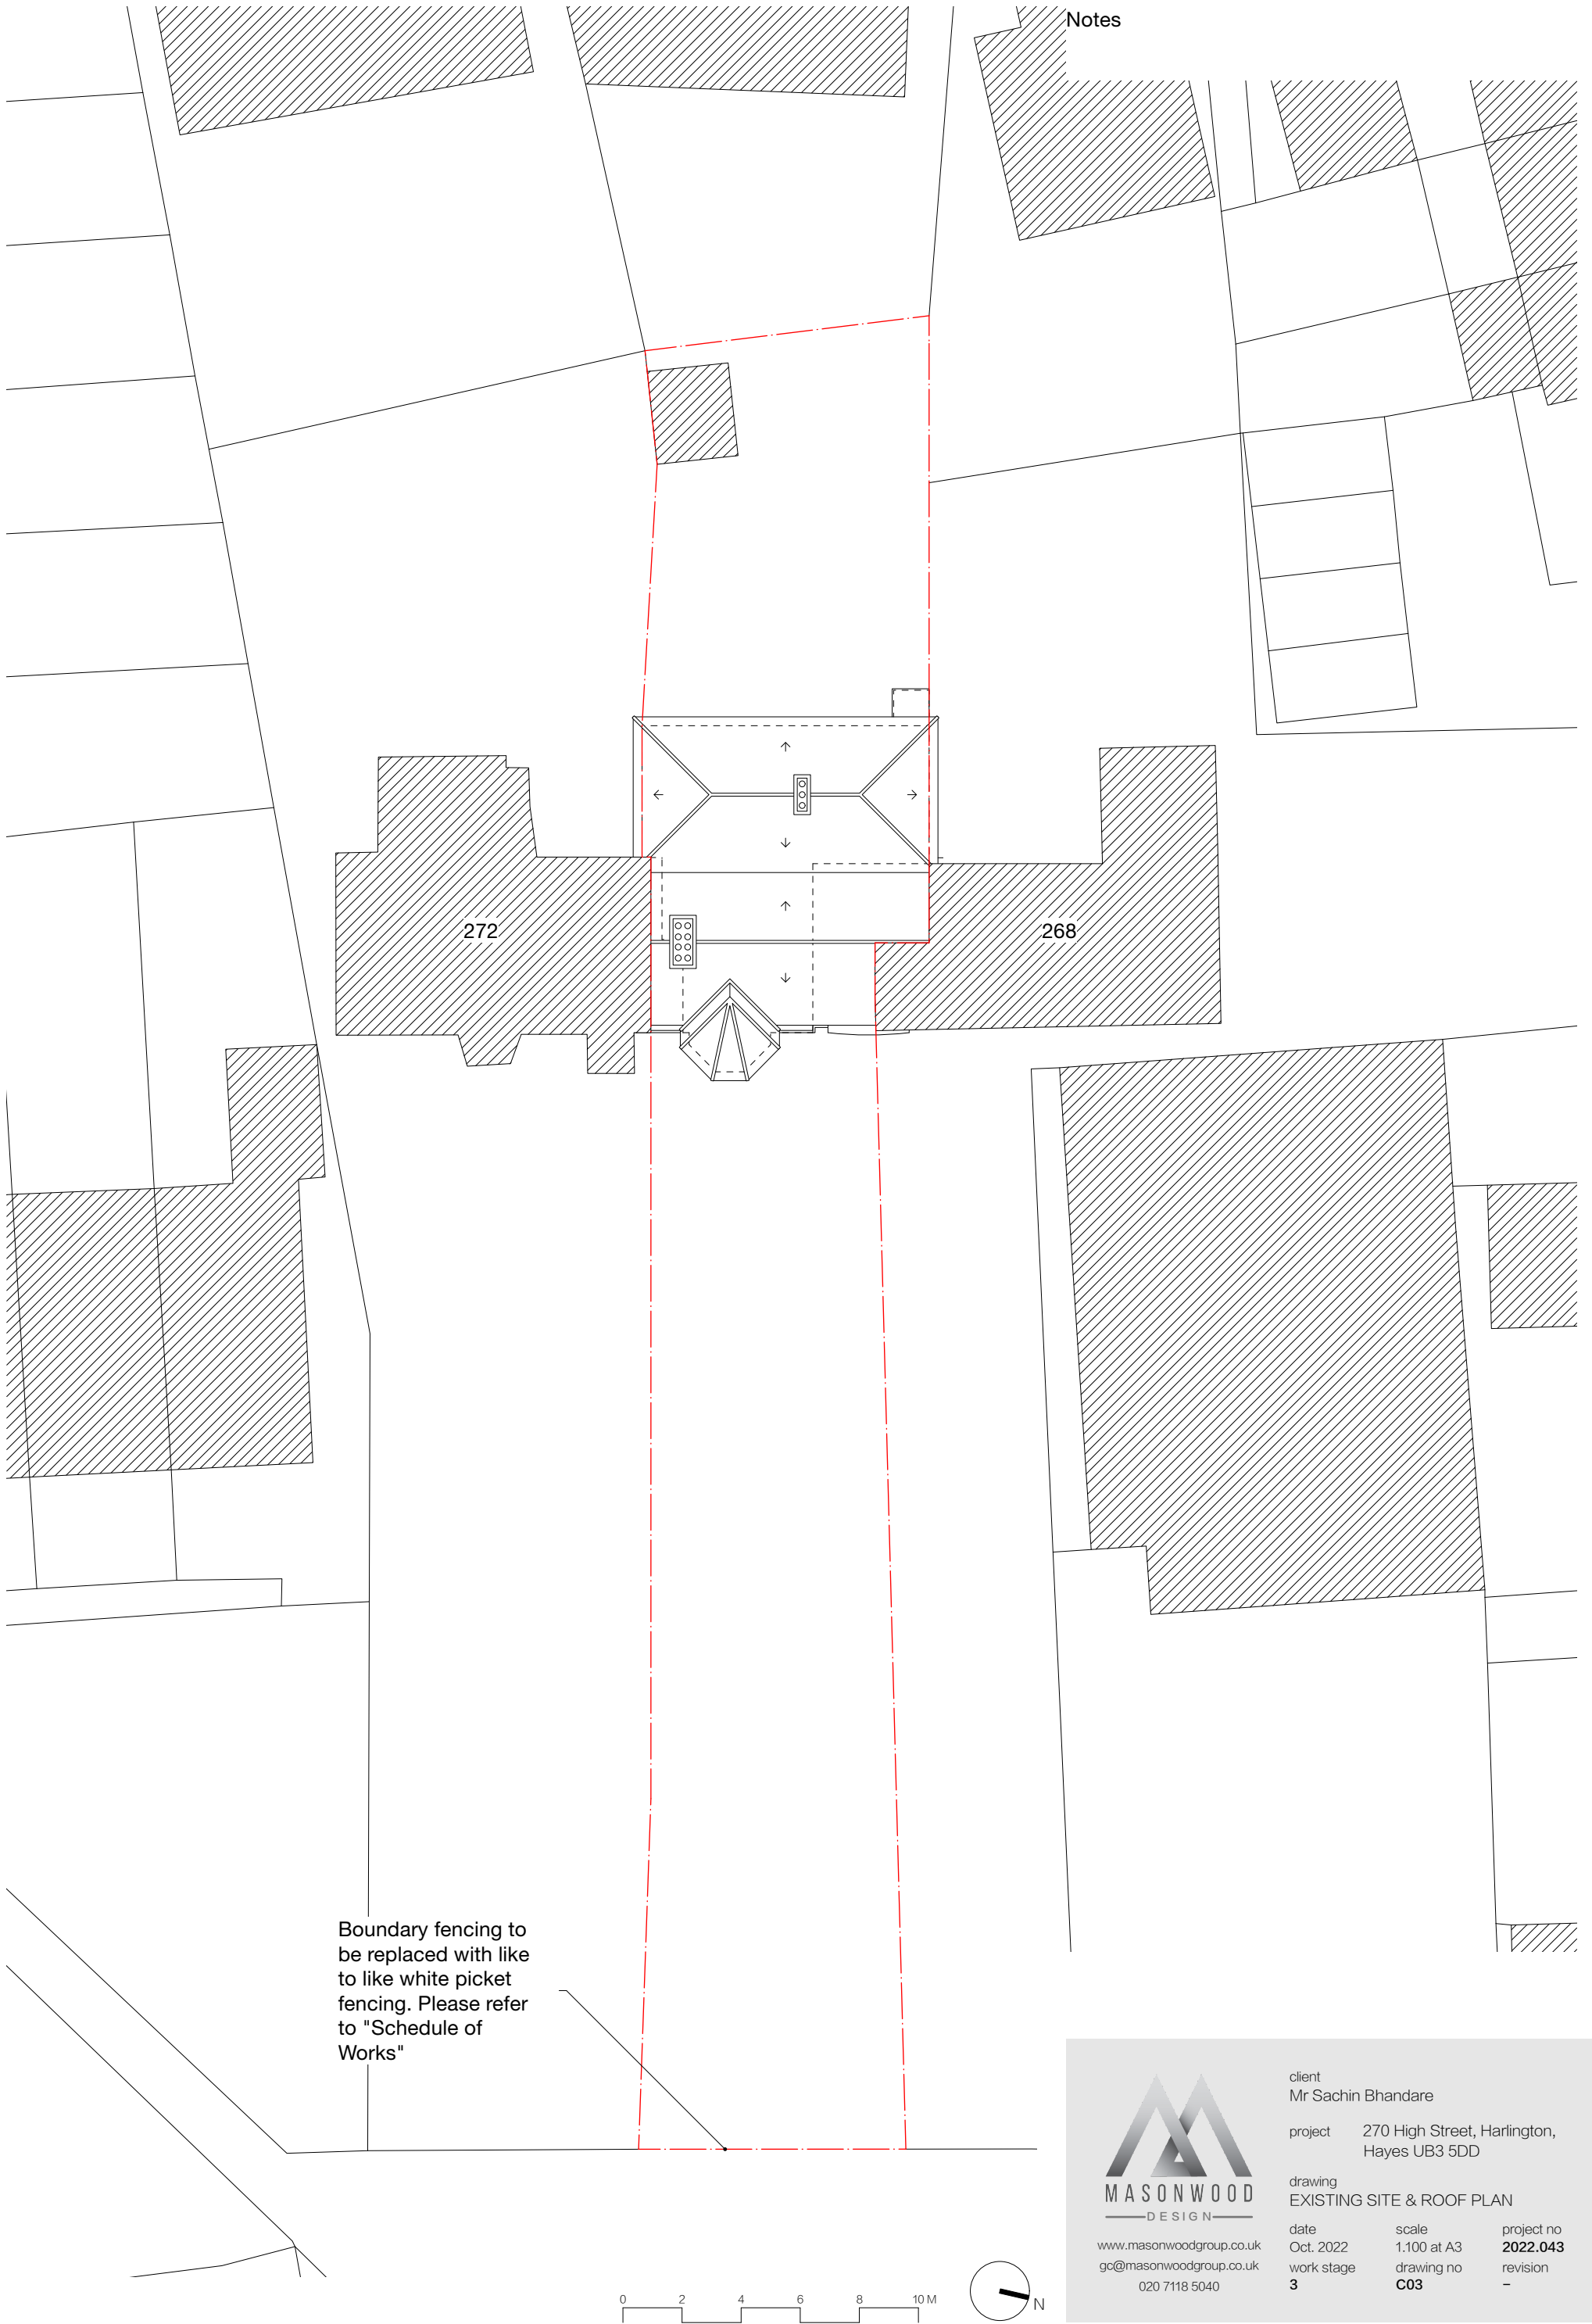 Notes
272
268
Boundary fencing to
be replaced with like
to like white picket
fencing. Please refer
to "Schedule of
Works"
0 2 4 6 8 10 M
N
MASONWOOD
DESIGN
www.masonwoodgroup.co.uk
gc@masonwoodgroup.co.uk
020 7118 5040
client
Mr Sachin Bhandare
project 270 High Street, Harlington,
Hayes UB3 5DD
drawing
EXISTING SITE & ROOF PLAN
date scale project no
Oct. 2022 1.100 at A3 2022.043
work stage drawing no revision
3 C03 –